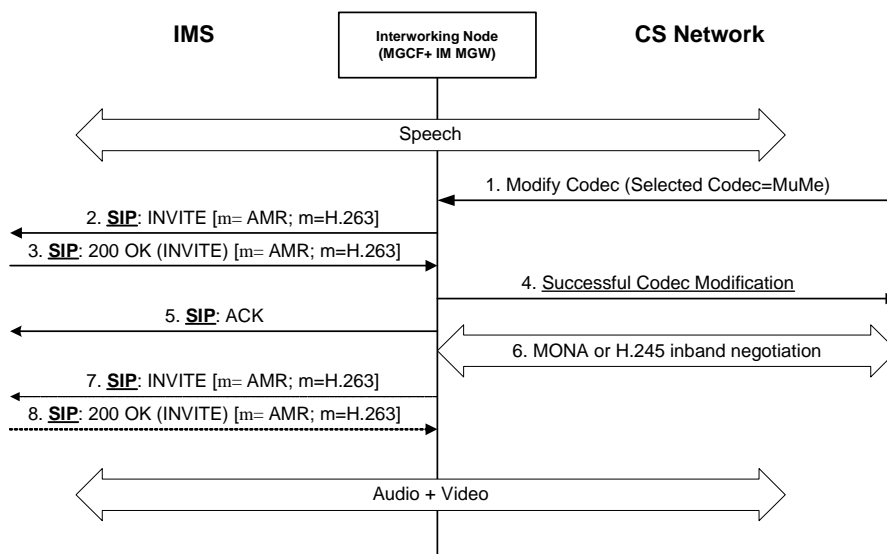 IMS
Interworking Node
(MGCF+ IM MGW)
CS Network
Speech
1. Modify Codec (Selected Codec=MuMe)
2. SIP: INVITE [m= AMR; m=H.263]
3. SIP: 200 OK (INVITE) [m= AMR; m=H.263]
4. Successful Codec Modification
5. SIP: ACK
6. MONA or H.245 inband negotiation
7. SIP: INVITE [m= AMR; m=H.263]
8. SIP: 200 OK (INVITE) [m= AMR; m=H.263]
Audio + Video